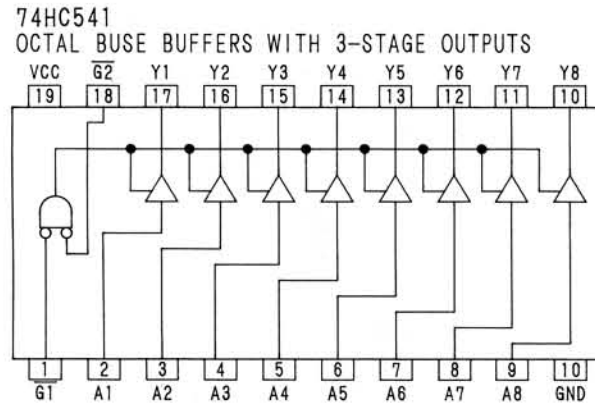 74HC541
OCTAL BUSE BUFFERS WITH 3-STAGE OUTPUTS
VCC G2 Y1 Y2 Y3 Y4 Y5 Y6 Y7 Y8
19 18 17 16 15 14 13 12 11 10
1 2 3 4 5 6 7 8 9 10
G1 A1 A2 A3 A4 A5 A6 A7 A8 GND